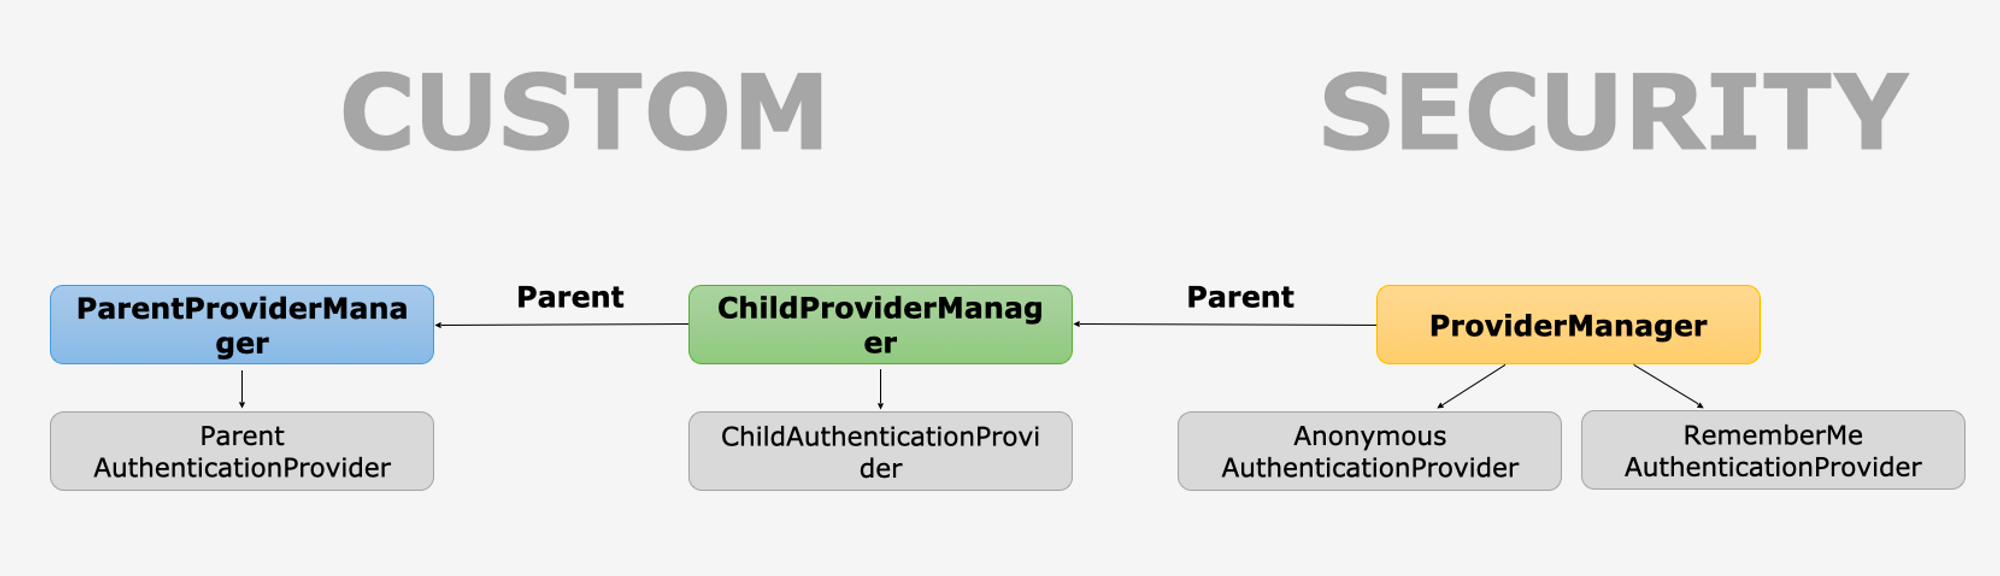 CUSTOM
SECURITY
ParentProviderMana
ger
Parent
ChildProviderManag
er
Parent
ProviderManager
Parent
AuthenticationProvider
ChildAuthenticationProvi
der
Anonymous
AuthenticationProvider
RememberMe
AuthenticationProvider